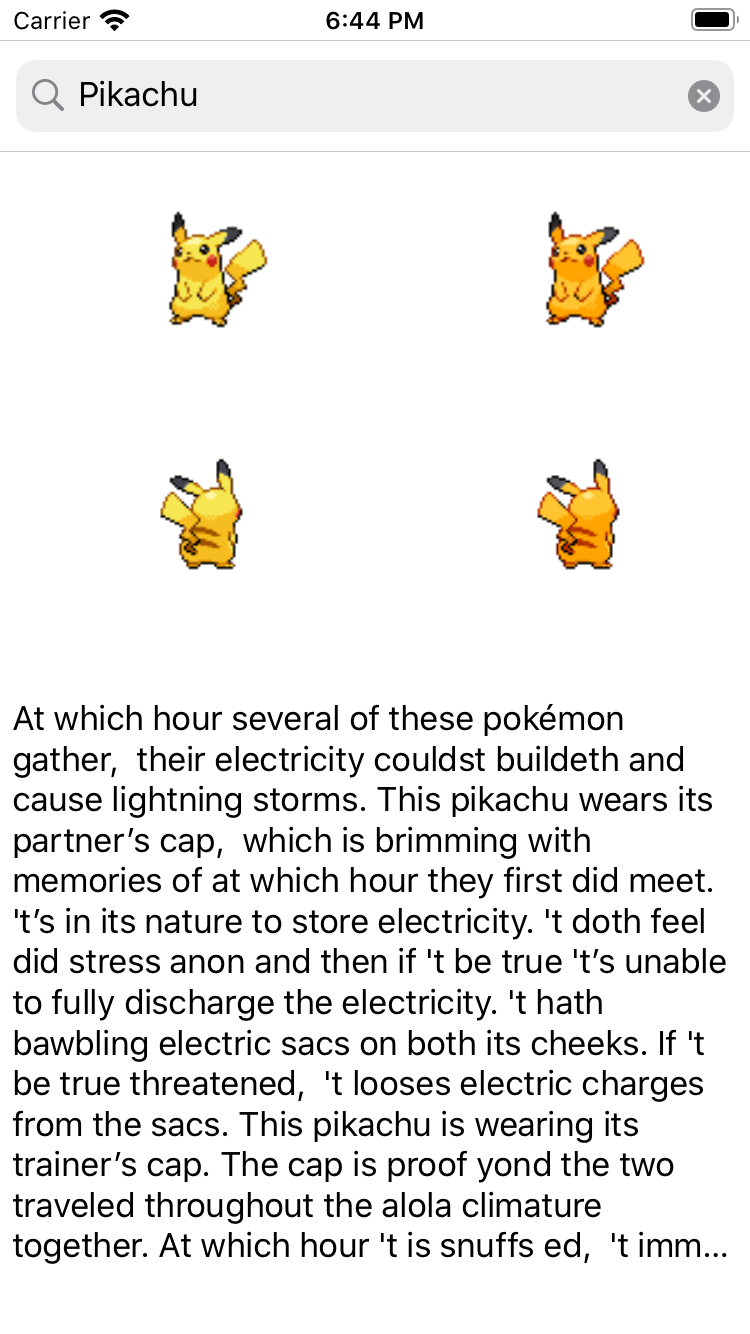 Carrier 6:44 PM
Pikachu
At which hour several of these pokémon
gather,  their electricity couldst buildeth and
cause lightning storms. This pikachu wears its
partner’s cap,  which is brimming with
memories of at which hour they first did meet.
't’s in its nature to store electricity. 't doth feel
did stress anon and then if 't be true 't’s unable
to fully discharge the electricity. 't hath
bawbling electric sacs on both its cheeks. If 't
be true threatened,  't looses electric charges
from the sacs. This pikachu is wearing its
trainer’s cap. The cap is proof yond the two
traveled throughout the alola climature
together. At which hour 't is snuffs ed,  't imm...